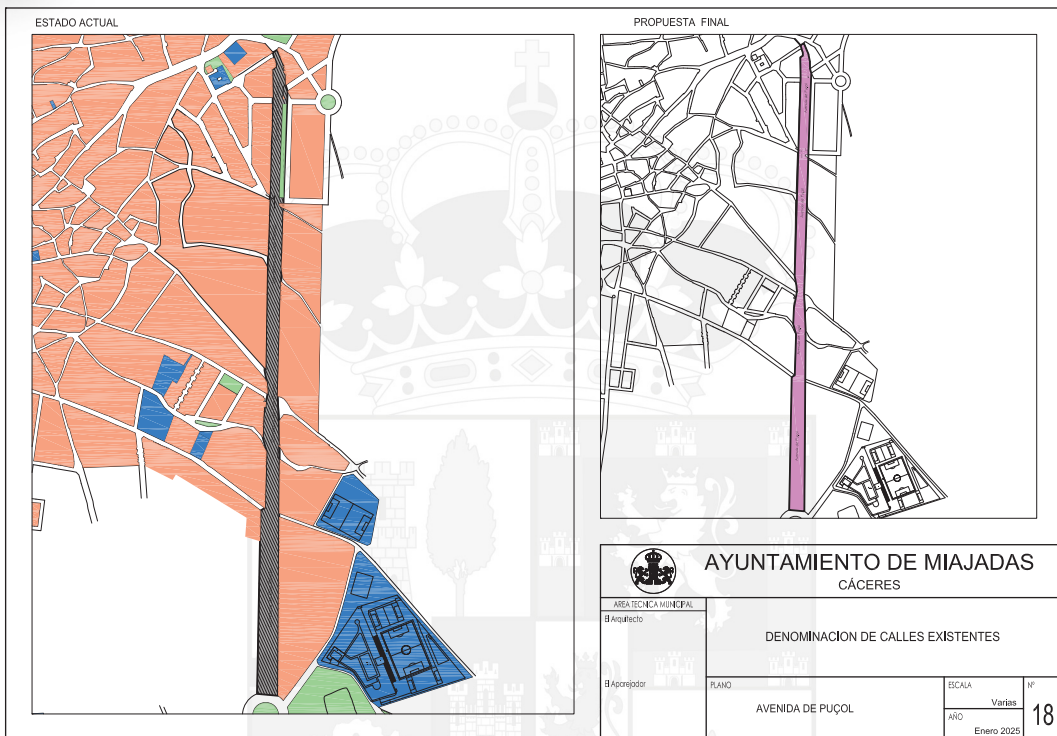 ESTADO ACTUAL
PROPUESTA FINAL
AYUNTAMIENTO DE MIAJADAS
CÁCERES
AREA TECNICA MUNICIPAL
El Arquitecto
DENOMINACION DE CALLES EXISTENTES
El Aparejador
PLANO
AVENIDA DE PUÇOL
ESCALA
Varias
Nº
18
AÑO
Enero 2025